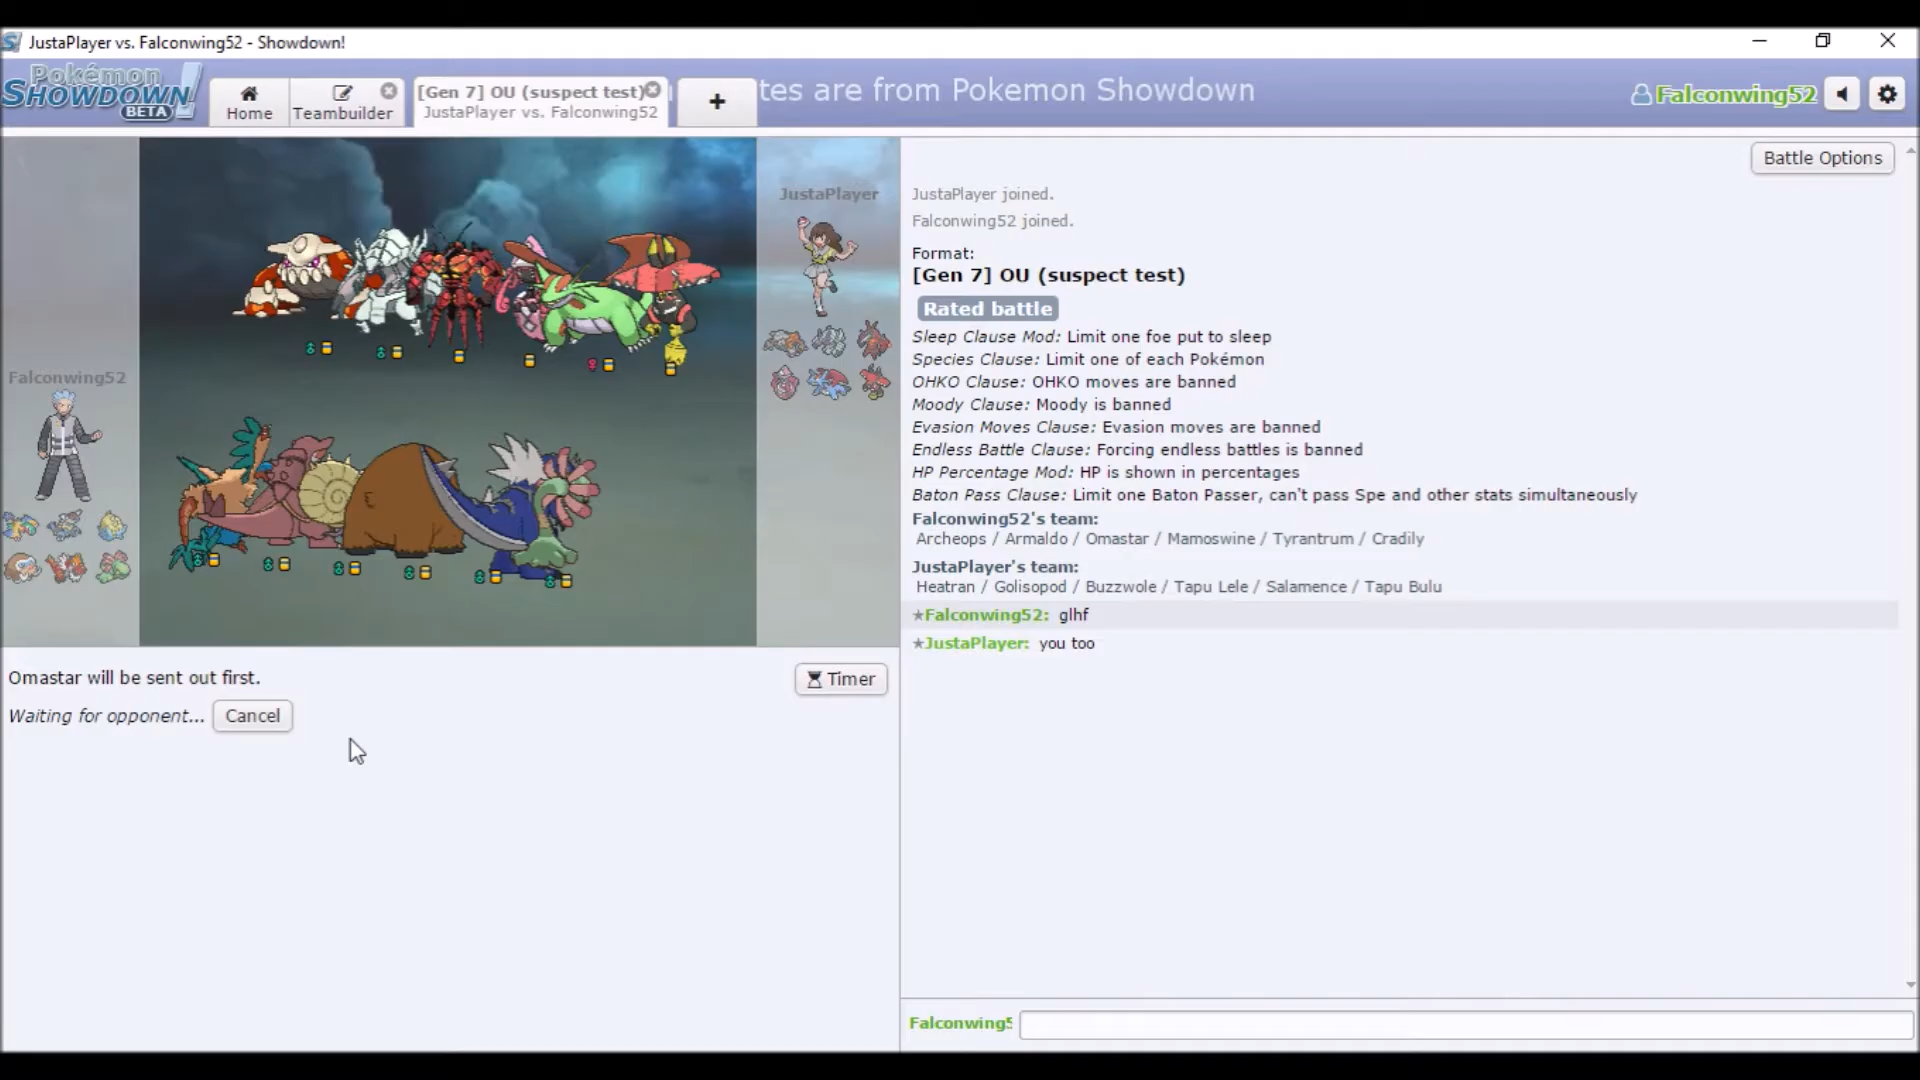 JustaPlayer vs. Falconwing52 - Showdown!
Pokémon
SHOWDOWN!
BETA
Home
Teambuilder
[Gen 7] OU (suspect test)
JustaPlayer vs. Falconwing52
tes are from Pokemon Showdown
Falconwing52
JustaPlayer
Falconwing52
Omastar will be sent out first.
Timer
Waiting for opponent...
Cancel
Battle Options
JustaPlayer joined.
Falconwing52 joined.
Format:
[Gen 7] OU (suspect test)
Rated battle
Sleep Clause Mod: Limit one foe put to sleep
Species Clause: Limit one of each Pokémon
OHKO Clause: OHKO moves are banned
Moody Clause: Moody is banned
Evasion Moves Clause: Evasion moves are banned
Endless Battle Clause: Forcing endless battles is banned
HP Percentage Mod: HP is shown in percentages
Baton Pass Clause: Limit one Baton Passer, can't pass Spe and other stats simultaneously
Falconwing52's team:
Archeops / Armaldo / Omastar / Mamoswine / Tyrantrum / Cradily
JustaPlayer's team:
Heatran / Golisopod / Buzzwole / Tapu Lele / Salamence / Tapu Bulu
★Falconwing52: glhf
★JustaPlayer: you too
Falconwing5